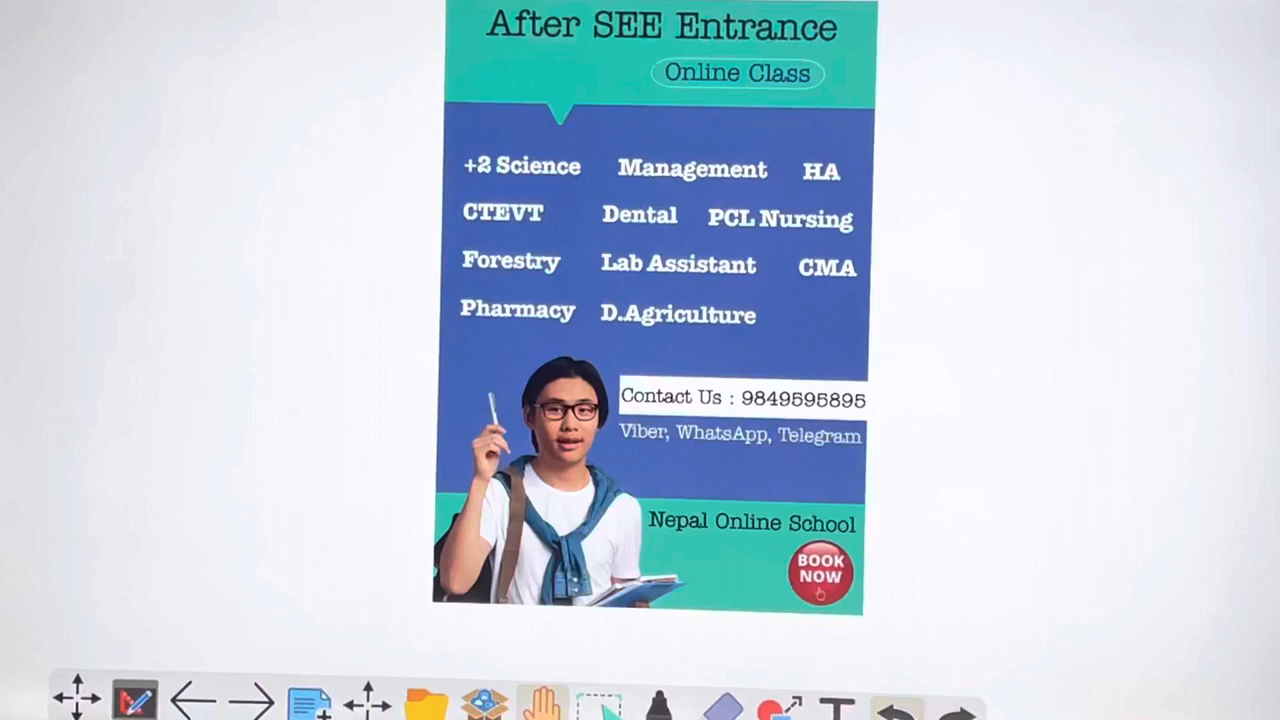 After SEE Entrance
Online Class
+2 Science Management HA
CTEVT Dental PCL Nursing
Forestry Lab Assistant CMA
Pharmacy D.Agriculture
Contact Us : 9849595895
Viber, WhatsApp, Telegram
Nepal Online School
BOOK
NOW